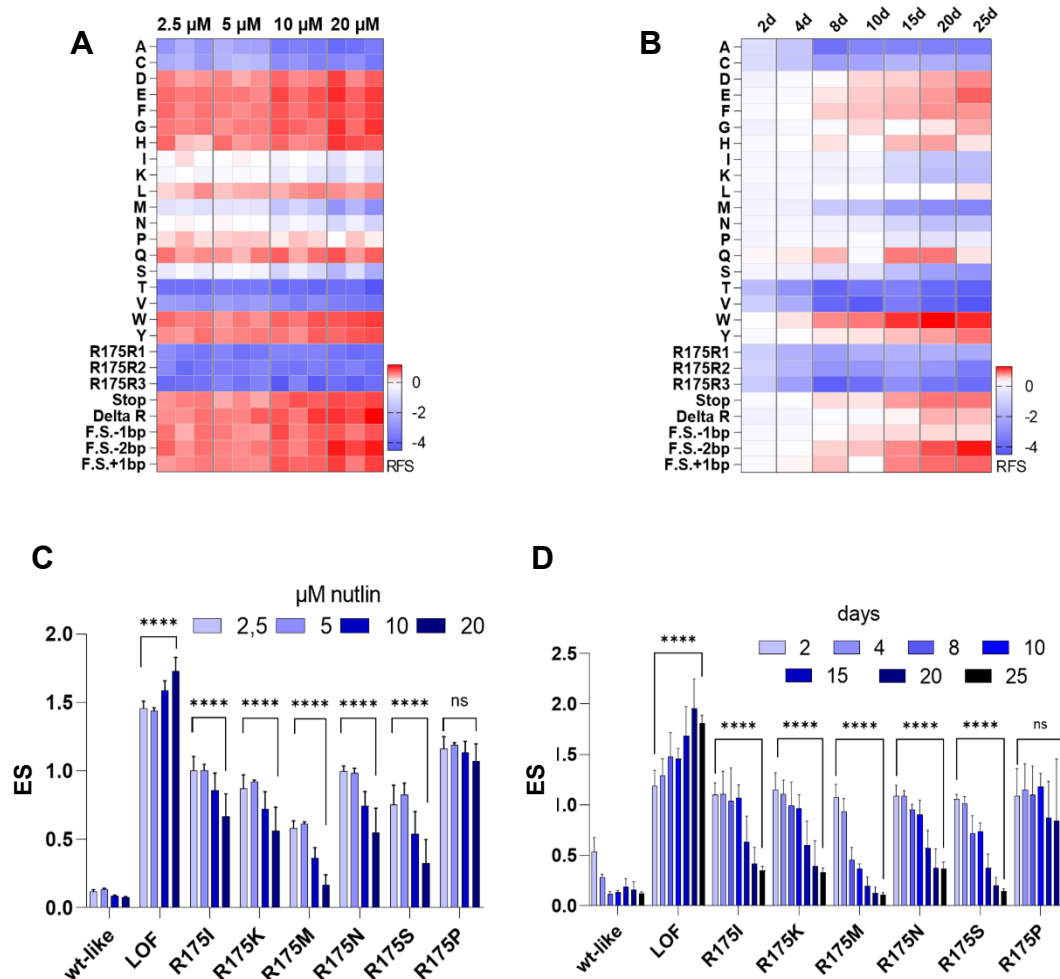 A
2.5 µM 5 µM 10 µM 20 µM
A
C
D
E
F
G
H
I
K
L
M
N
P
Q
S
T
V
W
Y
R175R1
R175R2
R175R3
Stop
Delta R
F.S.-1bp
F.S.-2bp
F.S.+1bp
0
-2
-4
RFS
B
2d 4d 8d 10d 15d 20d 25d
A
C
D
E
F
G
H
I
K
L
M
N
P
Q
S
T
V
W
Y
R175R1
R175R2
R175R3
Stop
Delta R
F.S.-1bp
F.S.-2bp
F.S.+1bp
0
-2
-4
RFS
C
µM nutlin
2,5 5 10 20
ES
2.0
1.5
1.0
0.5
0.0
**** **** **** **** **** **** ns
wt-like LOF R175I R175K R175M R175N R175S R175P
D
days
2 4 8 10
15 20 25
ES
2.5
2.0
1.5
1.0
0.5
0.0
**** **** **** **** **** **** ns
wt-like LOF R175I R175K R175M R175N R175S R175P